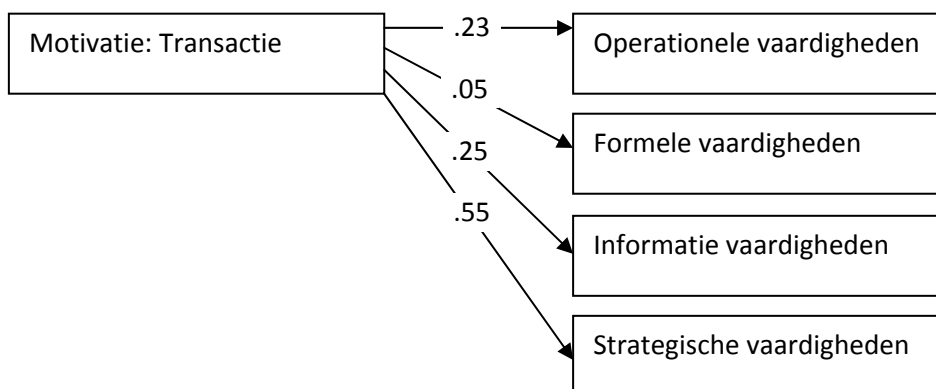 Motivatie: Transactie
.23
Operationele vaardigheden
.05
Formele vaardigheden
.25
Informatie vaardigheden
.55
Strategische vaardigheden